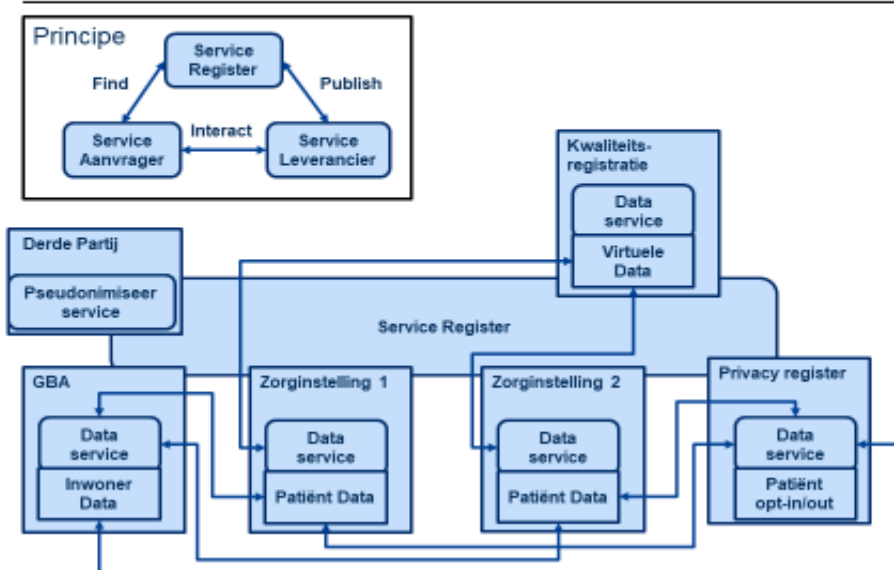 Principe
Service
Register
Find
Publish
Interact
Service
Aanvrager
Service
Leverancier
Kwaliteits-
registratie
Data
service
Virtuele
Data
Derde Partij
Pseudonimiseer
service
Service Register
GBA
Data
service
Inwoner
Data
Zorginstelling 1
Data
service
Patiënt Data
Zorginstelling 2
Data
service
Patiënt Data
Privacy register
Data
service
Patiënt
opt-in/out